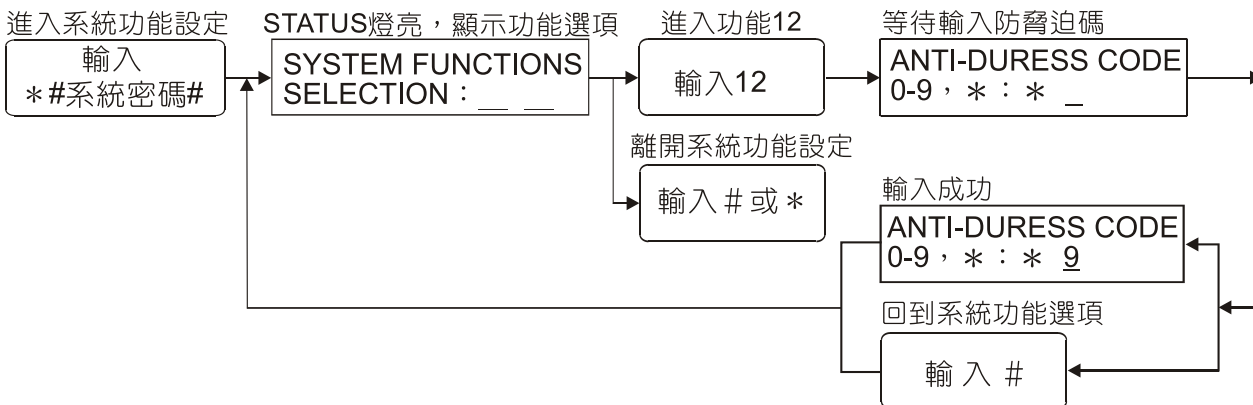 進入系統功能設定
輸入
＊#系統密碼#
STATUS燈亮，顯示功能選項
SYSTEM FUNCTIONS
SELECTION：__ __
進入功能12
輸入12
等待輸入防脅迫碼
ANTI-DURESS CODE
0-9，＊：＊ _
離開系統功能設定
輸入＃或＊
輸入成功
ANTI-DURESS CODE
0-9，＊：＊ 9
回到系統功能選項
輸入＃